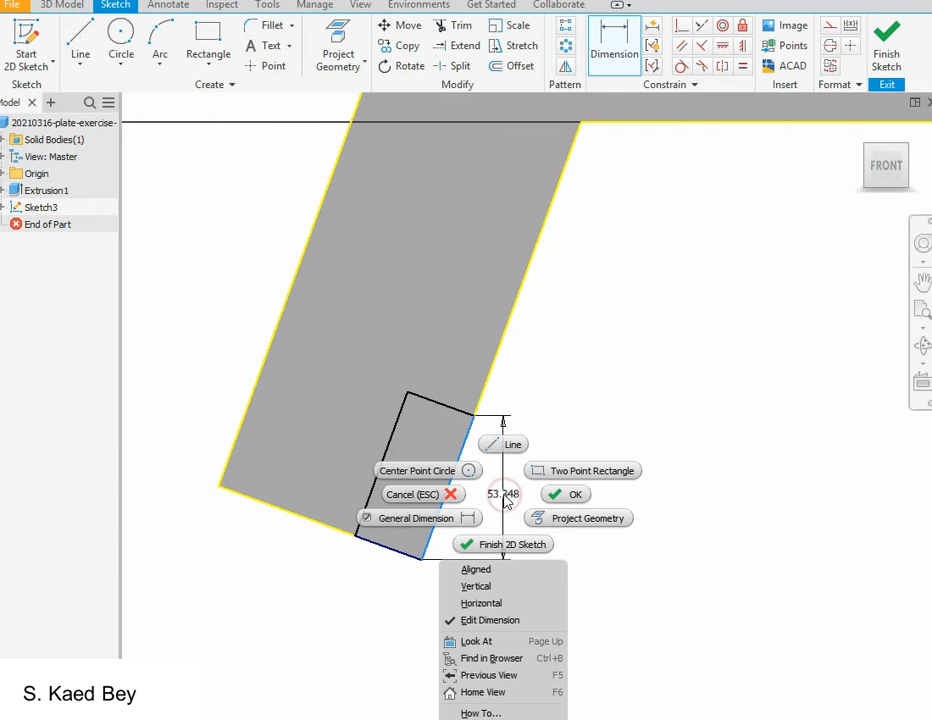 File 3D Model Sketch Annotate Inspect Tools Manage View Environments Get Started Collaborate
Start
2D Sketch
Line
Circle
Arc
Rectangle
Fillet
Text
Point
Project
Geometry
Move
Copy
Rotate
Trim
Extend
Split
Scale
Stretch
Offset
Dimension
Image
Points
ACAD
Finish
Sketch
Sketch Create Modify Pattern Constrain Insert Format Exit
Model
20210316-plate-exercise-
Solid Bodies(1)
View: Master
Origin
Extrusion1
Sketch3
End of Part
FRONT
Line
Center Point Circle
Two Point Rectangle
Cancel (ESC)
OK
General Dimension
Project Geometry
Finish 2D Sketch
Aligned
Vertical
Horizontal
Edit Dimension
Look At Page Up
Find in Browser Ctrl+B
Previous View F5
Home View F6
How To...
S. Kaed Bey